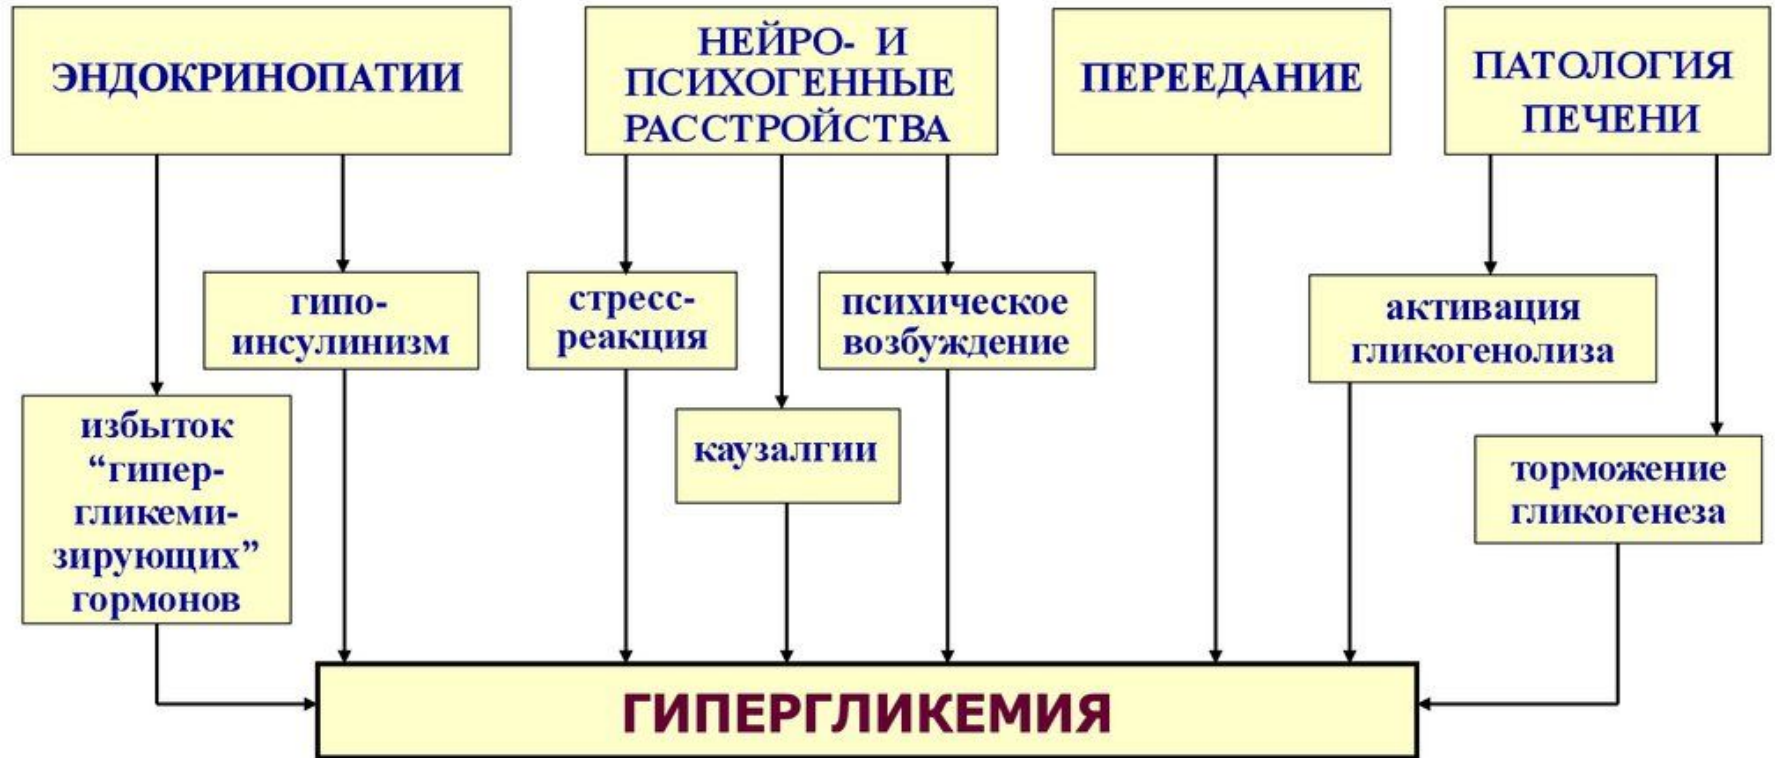 ЭНДОКРИНОПАТИИ
НЕЙРО- И
ПСИХОГЕННЫЕ
РАССТРОЙСТВА
ПЕРЕЕДАНИЕ
ПАТОЛОГИЯ
ПЕЧЕНИ
гипо-
инсулинизм
стресс-
реакция
психическое
возбуждение
активация
гликогенолиза
избыток
“гипер-
гликеми-
зирующих”
гормонов
каузалгии
торможение
гликогенеза
ГИПЕРГЛИКЕМИЯ